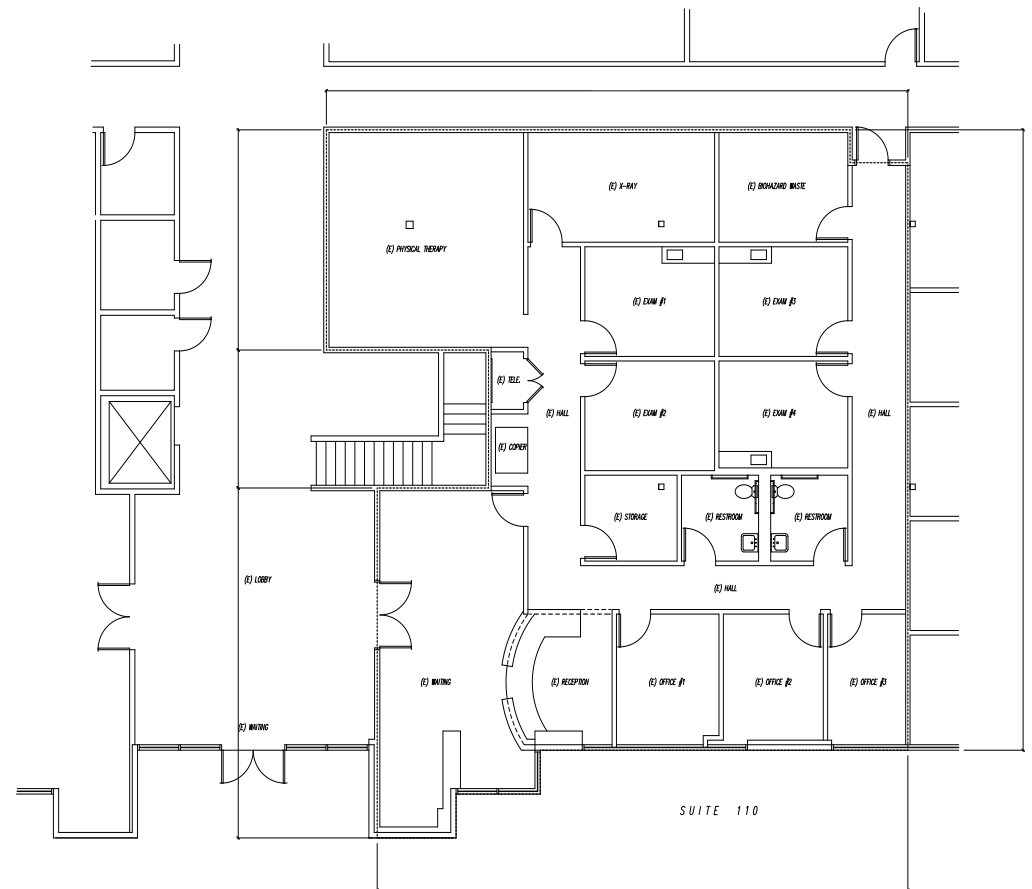 (E) X-RAY
(E) BIOHAZARD WASTE
(E) PHYSICAL THERAPY
(E) EXAM #1
(E) EXAM #3
(E) TELE.
(E) HALL
(E) EXAM #2
(E) EXAM #4
(E) HALL
(E) COPIER
(E) STORAGE
(E) RESTROOM
(E) RESTROOM
(E) LOBBY
(E) HALL
(E) WAITING
(E) RECEPTION
(E) OFFICE #1
(E) OFFICE #2
(E) OFFICE #3
(E) WAITING
SUITE 110